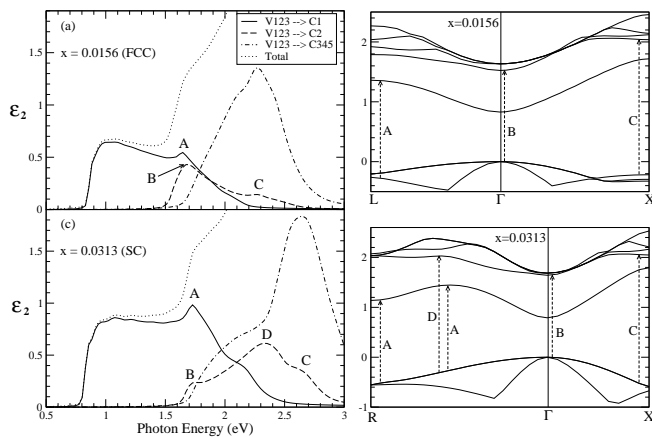 (a)
x = 0.0156 (FCC)
V123 --> C1
V123 --> C2
V123 --> C345
Total
ε₂
1.5
1
0.5
0
A
B
C
(c)
x = 0.0313 (SC)
ε₂
1.5
1
0.5
0
A
B
D
C
0.5
1
1.5
2
2.5
3
Photon Energy (eV)
x=0.0156
2
1
0
A
B
C
L
Γ
X
x=0.0313
2
1
0
-1
A
D
A
B
C
R
Γ
X